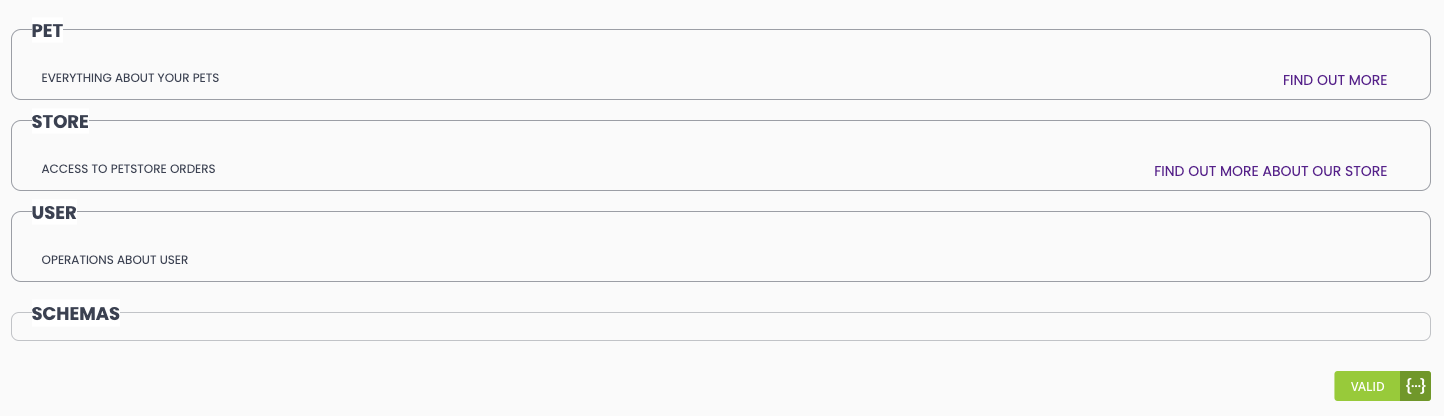 PET
EVERYTHING ABOUT YOUR PETS
FIND OUT MORE
STORE
ACCESS TO PETSTORE ORDERS
FIND OUT MORE ABOUT OUR STORE
USER
OPERATIONS ABOUT USER
SCHEMAS
VALID {···}